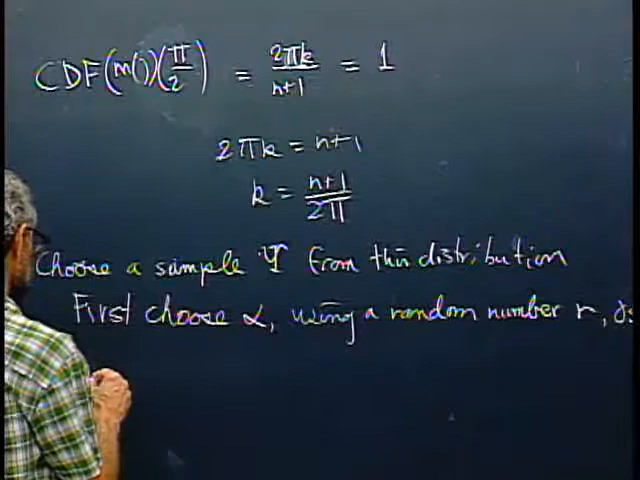 CDF(m())(π/2) = 2πk/n+1 = 1
2πk = n+1
k = n+1/2π
Choose a sample Ψ from this distribution
First choose α, using a random number r,